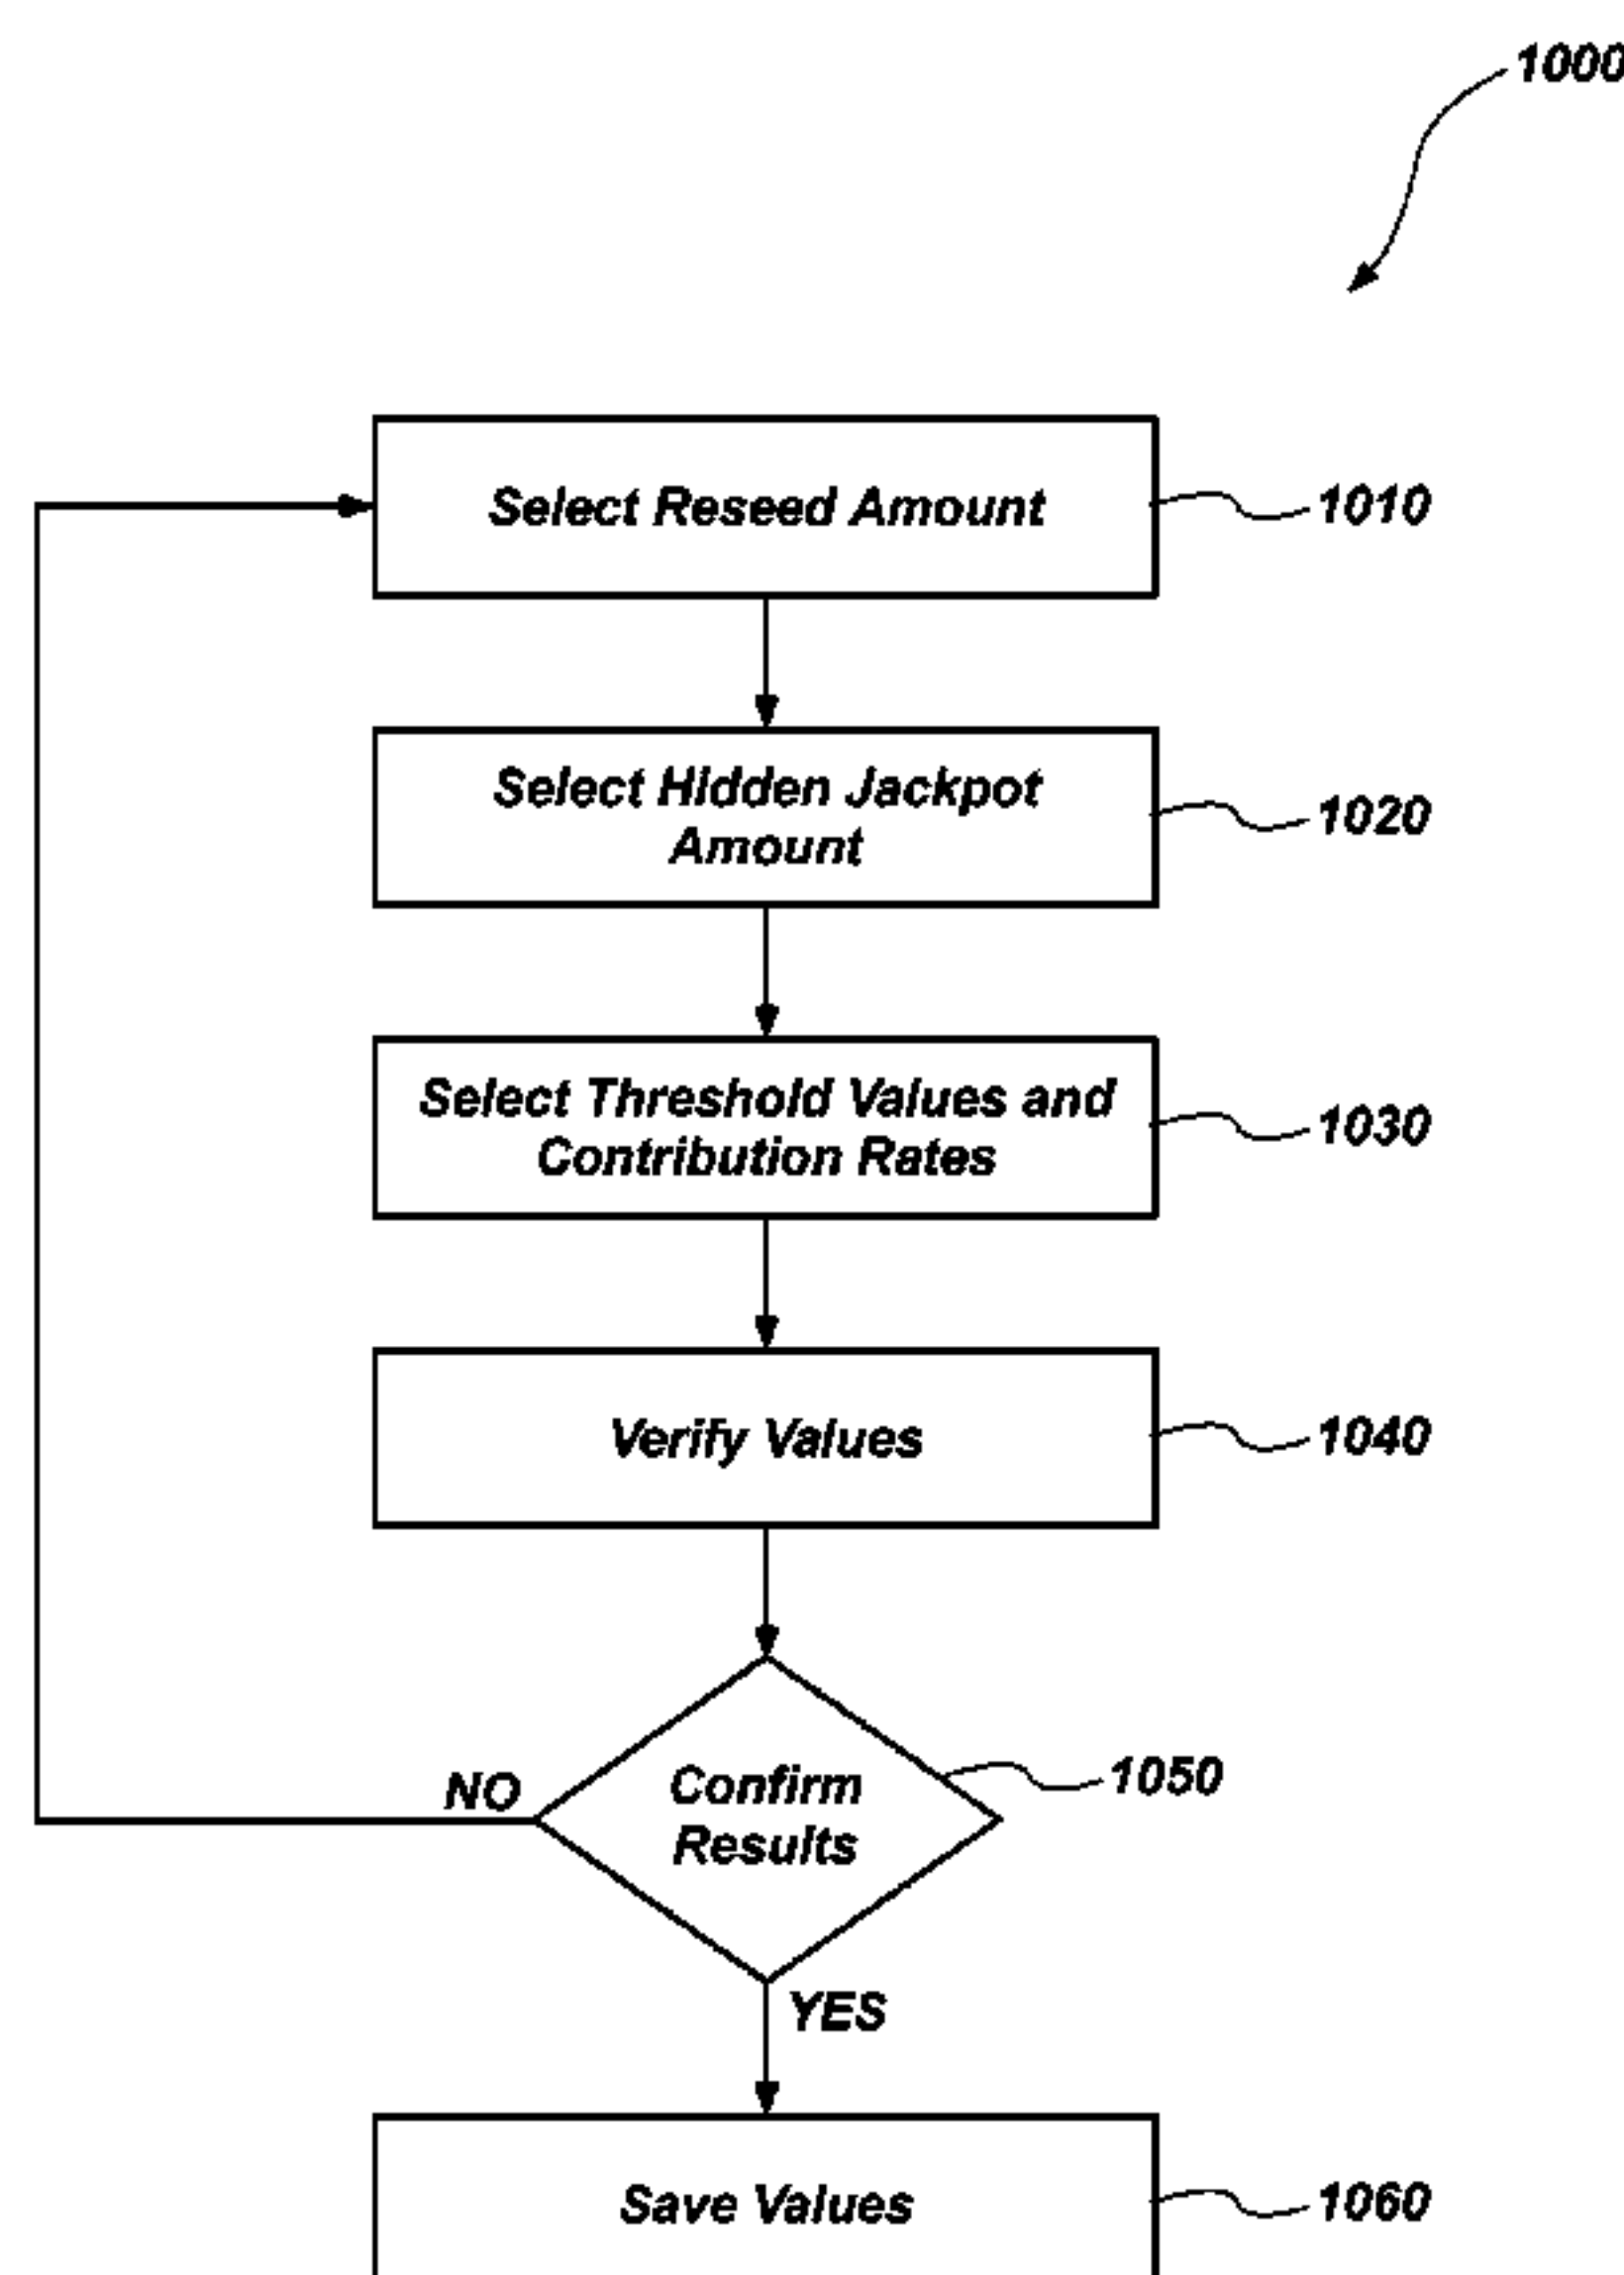 1000
Select Reseed Amount
1010
Select Hidden Jackpot
Amount
1020
Select Threshold Values and
Contribution Rates
1030
Verify Values
1040
Confirm
Results
1050
NO
YES
Save Values
1060